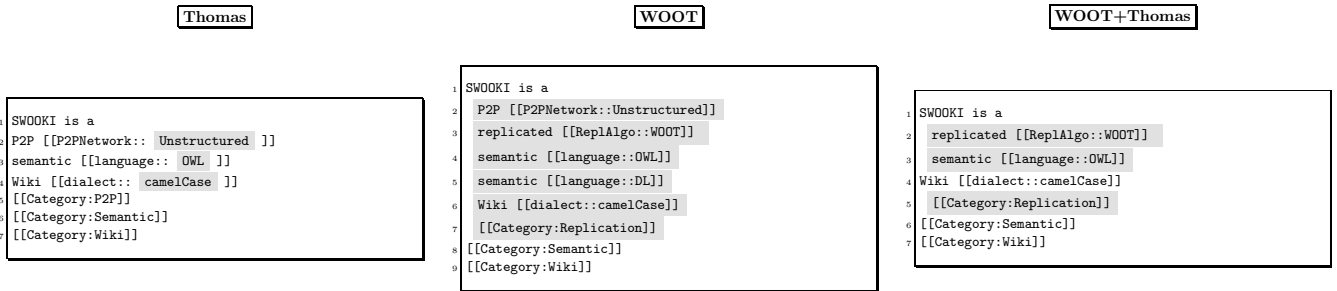 Thomas
1 SWOOKI is a
2 P2P [[P2PNetwork:: Unstructured ]]
3 semantic [[language:: OWL ]]
4 Wiki [[dialect:: camelCase ]]
5 [[Category:P2P]]
6 [[Category:Semantic]]
7 [[Category:Wiki]]
WOOT
1 SWOOKI is a
2 P2P [[P2PNetwork::Unstructured]]
3 replicated [[ReplAlgo::WOOT]]
4 semantic [[language::OWL]]
5 semantic [[language::DL]]
6 Wiki [[dialect::camelCase]]
7 [[Category:Replication]]
8 [[Category:Semantic]]
9 [[Category:Wiki]]
WOOT+Thomas
1 SWOOKI is a
2 replicated [[ReplAlgo::WOOT]]
3 semantic [[language::OWL]]
4 Wiki [[dialect::camelCase]]
5 [[Category:Replication]]
6 [[Category:Semantic]]
7 [[Category:Wiki]]